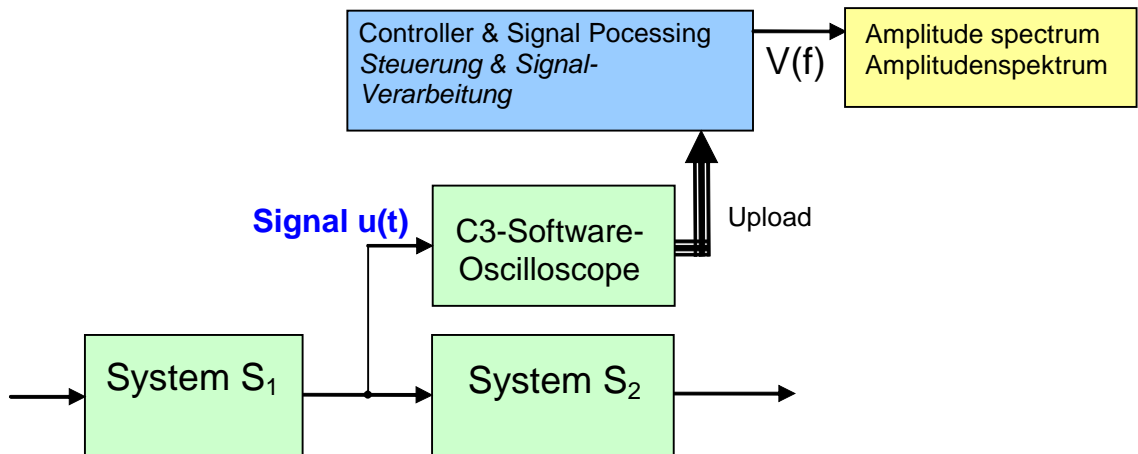 Controller & Signal Pocessing
Steuerung & Signal-
Verarbeitung
V(f)
Amplitude spectrum
Amplitudenspektrum
Signal u(t)
C3-Software-
Oscilloscope
Upload
System S₁
System S₂